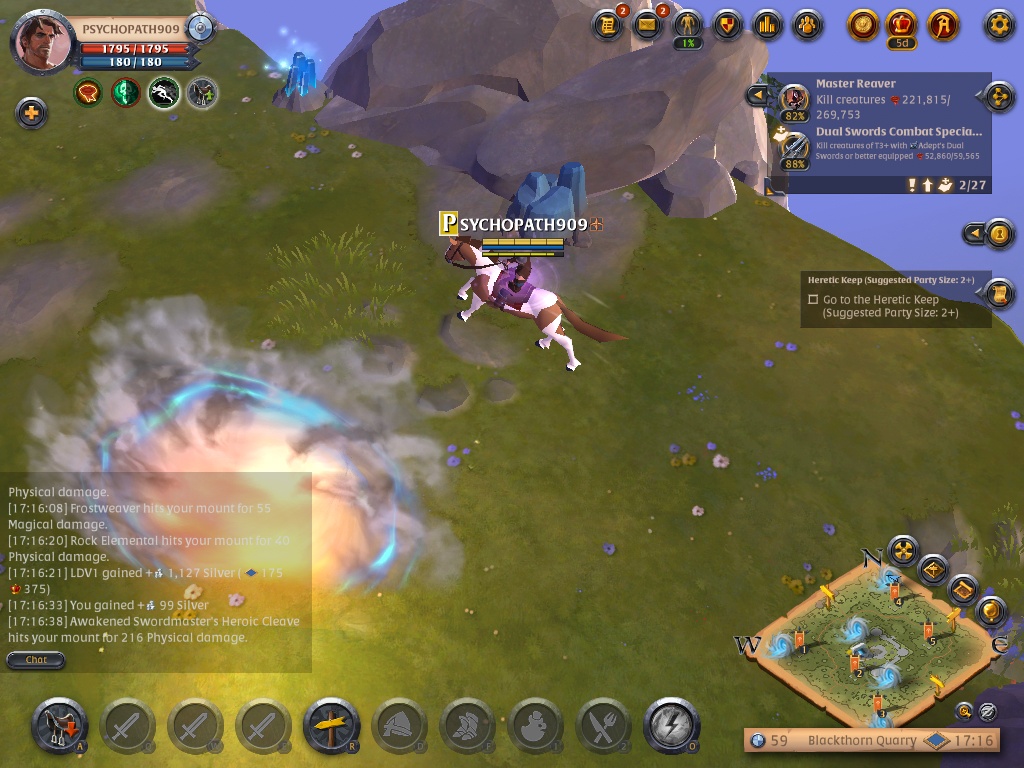 PSYCHOPATH909
1795 / 1795
180 / 180
2
2
1%
5d
Master Reaver
Kill creatures 221,815/
269,753
82%
Dual Swords Combat Specia...
Kill creatures of T3+ with Adept's Dual
Swords or better equipped 52,860/59,565
88%
2/27
PSYCHOPATH909
Heretic Keep (Suggested Party Size: 2+)
Go to the Heretic Keep
(Suggested Party Size: 2+)
Physical damage.
[17:16:08] Frostweaver hits your mount for 55
Magical damage.
[17:16:20] Rock Elemental hits your mount for 40
Physical damage.
[17:16:21] LDV1 gained + 1,127 Silver ( 175
375)
[17:16:33] You gained + 99 Silver
[17:16:38] Awakened Swordmaster's Heroic Cleave
hits your mount for 216 Physical damage.
Chat
N
W
E
4
1
5
2
3
A
R
O
59 Blackthorn Quarry 17:16